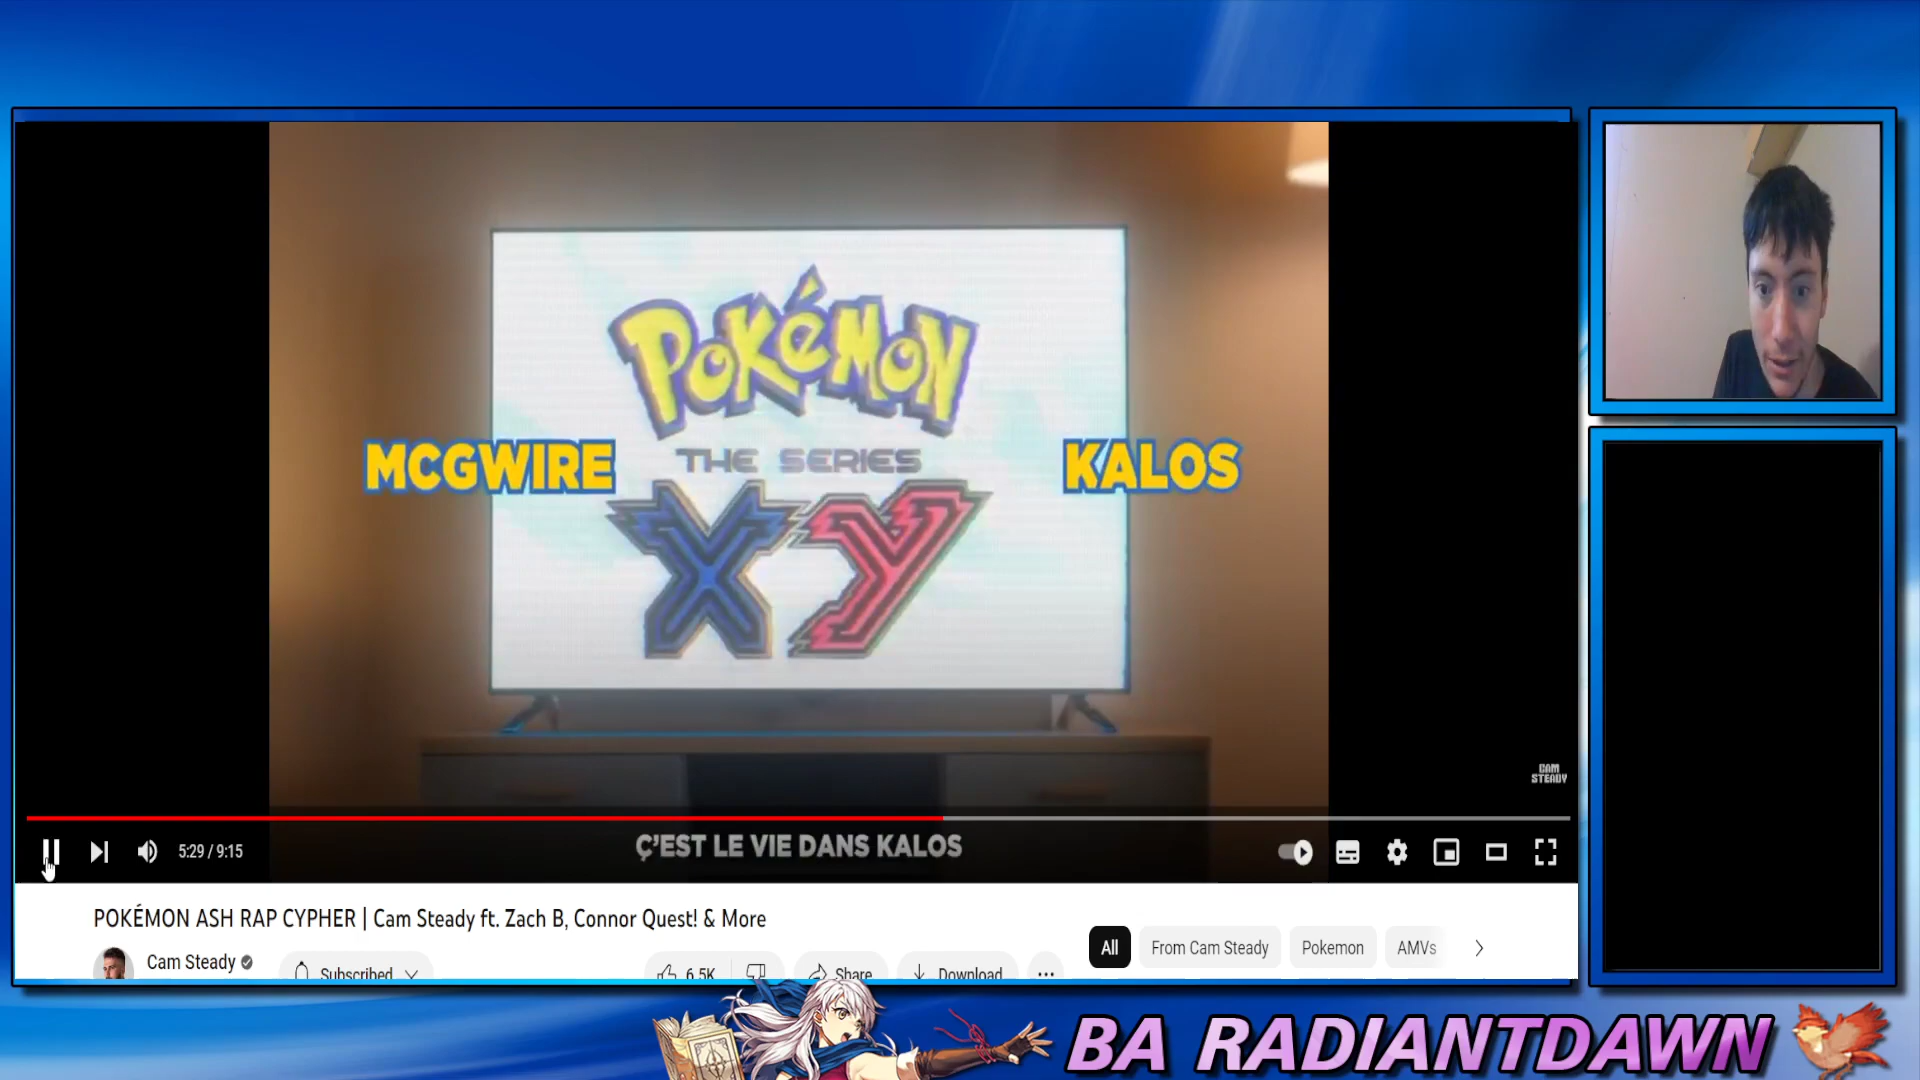 POKéMON
THE SERIES
XY
MCGWIRE
KALOS
CAM
STEADY
5:29 / 9:15
Ç'EST LE VIE DANS KALOS
POKÉMON ASH RAP CYPHER | Cam Steady ft. Zach B, Connor Quest! & More
Cam Steady
Subscribed
6.5K
Share
Download
All
From Cam Steady
Pokemon
AMVs
BA RADIANTDAWN